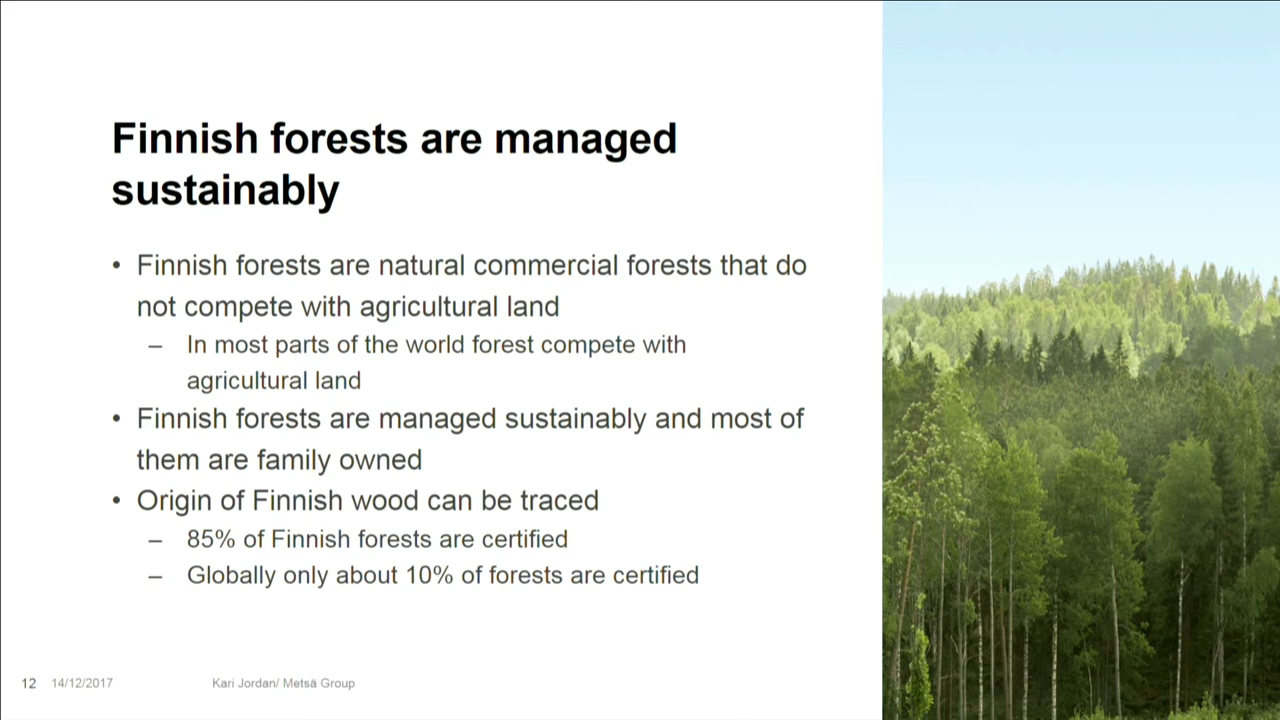 Finnish forests are managed
sustainably
• Finnish forests are natural commercial forests that do
not compete with agricultural land
– In most parts of the world forest compete with
agricultural land
• Finnish forests are managed sustainably and most of
them are family owned
• Origin of Finnish wood can be traced
– 85% of Finnish forests are certified
– Globally only about 10% of forests are certified
12 14/12/2017 Kari Jordan/ Metsä Group